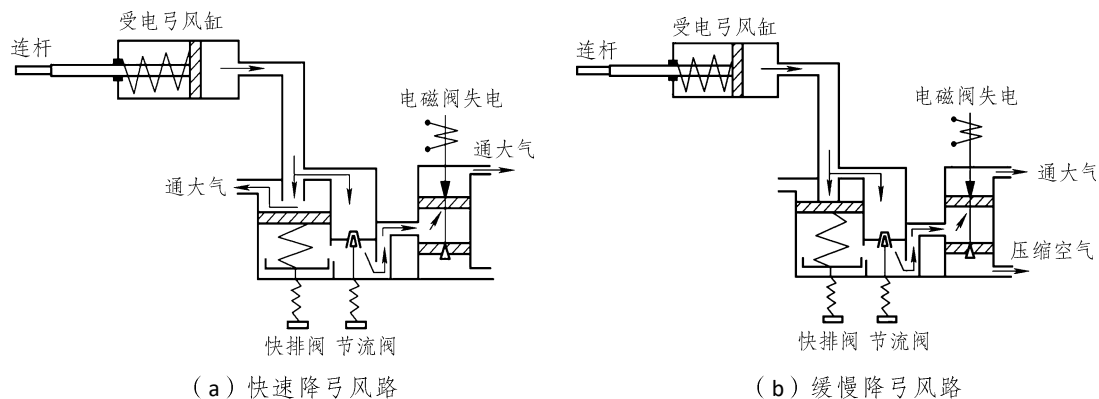 受电弓风缸
连杆
电磁阀失电
通大气
通大气
快排阀 节流阀
（a）快速降弓风路
受电弓风缸
连杆
电磁阀失电
通大气
压缩空气
快排阀 节流阀
（b）缓慢降弓风路